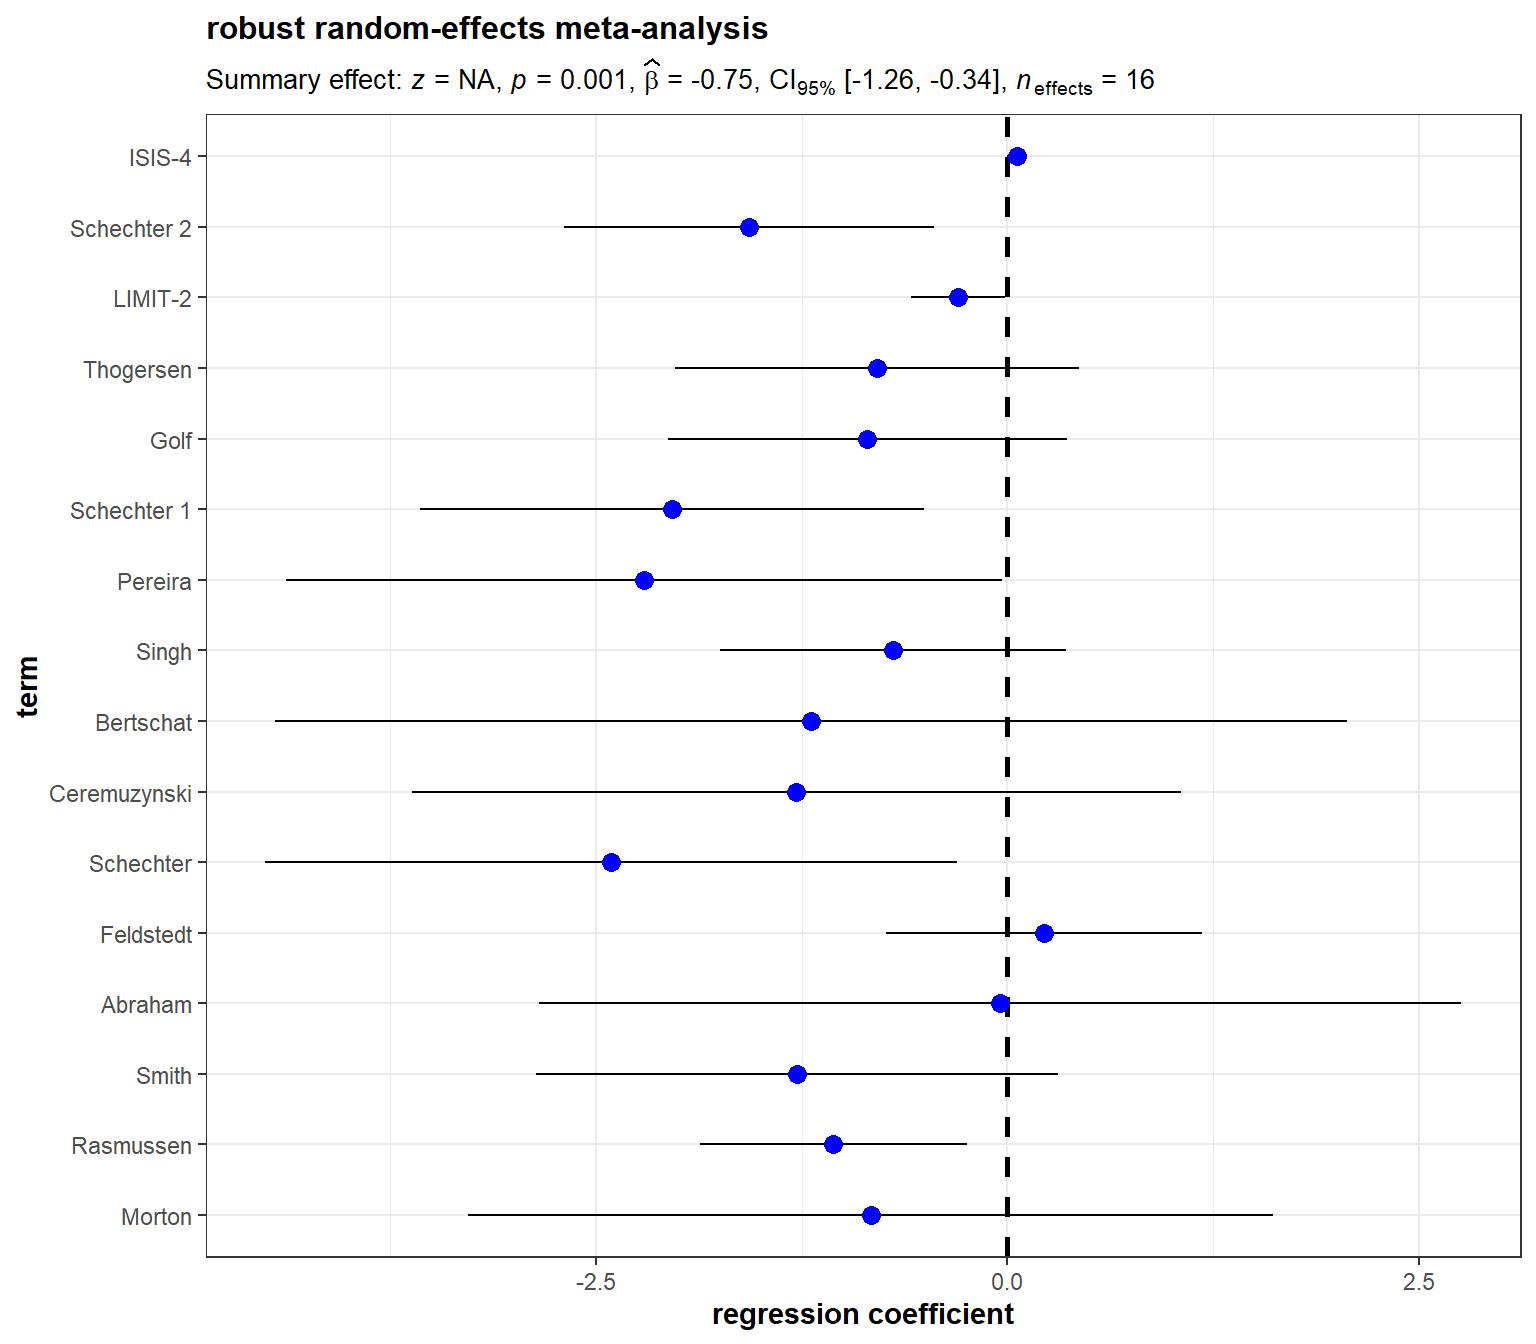 robust random-effects meta-analysis
Summary effect: z = NA, p = 0.001, β̂ = -0.75, CI95% [-1.26, -0.34], neffects = 16
ISIS-4
Schechter 2
LIMIT-2
Thogersen
Golf
Schechter 1
Pereira
Singh
Bertschat
Ceremuzynski
Schechter
Feldstedt
Abraham
Smith
Rasmussen
Morton
term
-2.5 0.0 2.5
regression coefficient